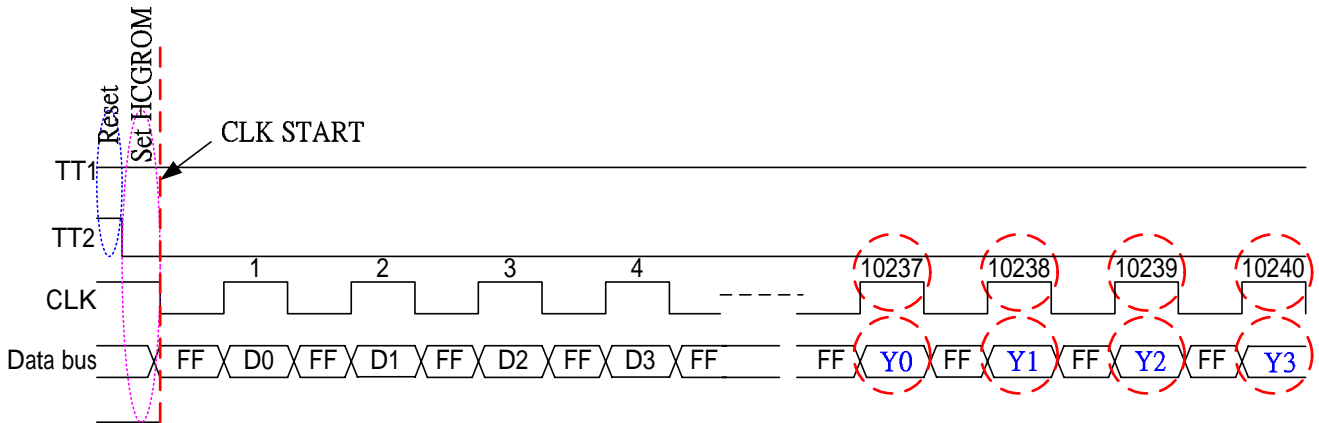 Reset
Set HCGROM
CLK START
TT1
TT2
1 2 3 4 10237 10238 10239 10240
CLK
Data bus FF D0 FF D1 FF D2 FF D3 FF FF Y0 FF Y1 FF Y2 FF Y3